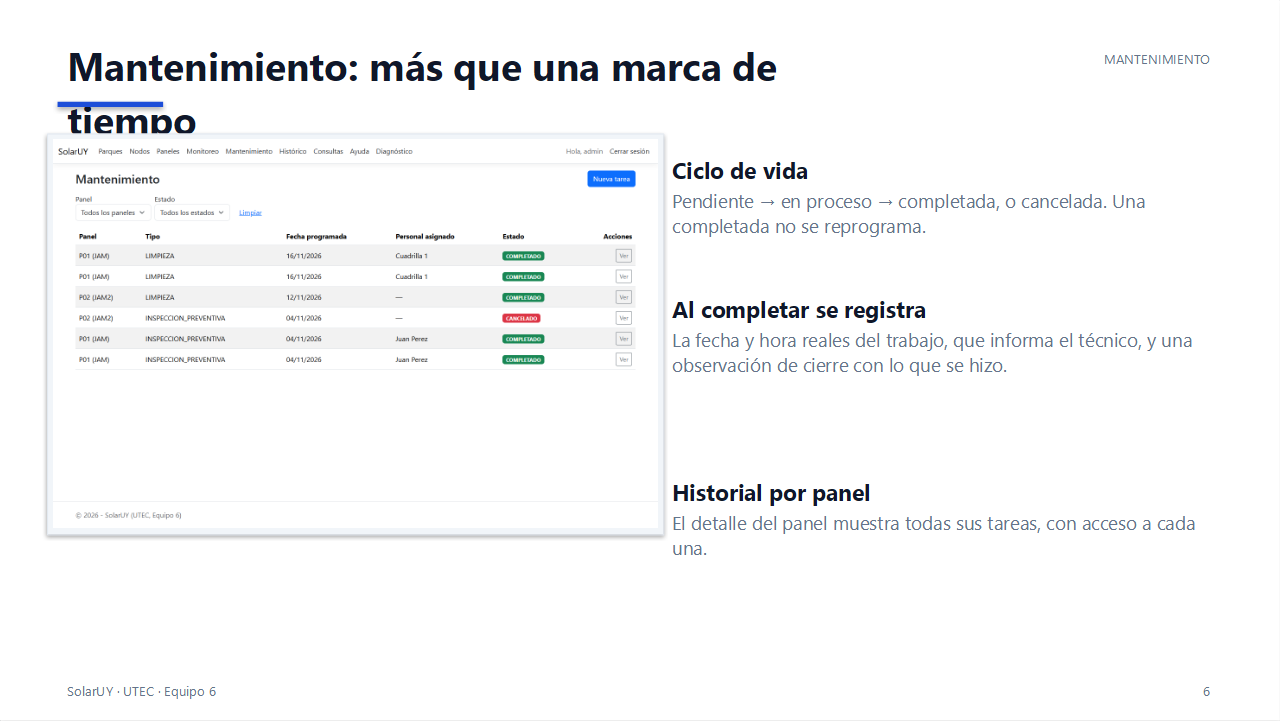 Mantenimiento: más que una marca de
tiempo
MANTENIMIENTO
SolarUY Parques Nodos Paneles Monitoreo Mantenimiento Histórico Consultas Ayuda Diagnóstico Hola, admin Cerrar sesión
Mantenimiento
Nueva tarea
Panel Estado
Todos los paneles Todos los estados Limpiar
Panel Tipo Fecha programada Personal asignado Estado Acciones
P01 (JAM) LIMPIEZA 16/11/2026 Cuadrilla 1 COMPLETADO Ver
P01 (JAM) LIMPIEZA 16/11/2026 Cuadrilla 1 COMPLETADO Ver
P02 (JAM2) LIMPIEZA 12/11/2026 — COMPLETADO Ver
P02 (JAM2) INSPECCION_PREVENTIVA 04/11/2026 — CANCELADO Ver
P01 (JAM) INSPECCION_PREVENTIVA 04/11/2026 Juan Perez COMPLETADO Ver
P01 (JAM) INSPECCION_PREVENTIVA 04/11/2026 Juan Perez COMPLETADO Ver
© 2026 - SolarUY (UTEC, Equipo 6)
Ciclo de vida
Pendiente → en proceso → completada, o cancelada. Una
completada no se reprograma.
Al completar se registra
La fecha y hora reales del trabajo, que informa el técnico, y una
observación de cierre con lo que se hizo.
Historial por panel
El detalle del panel muestra todas sus tareas, con acceso a cada
una.
SolarUY · UTEC · Equipo 6
6